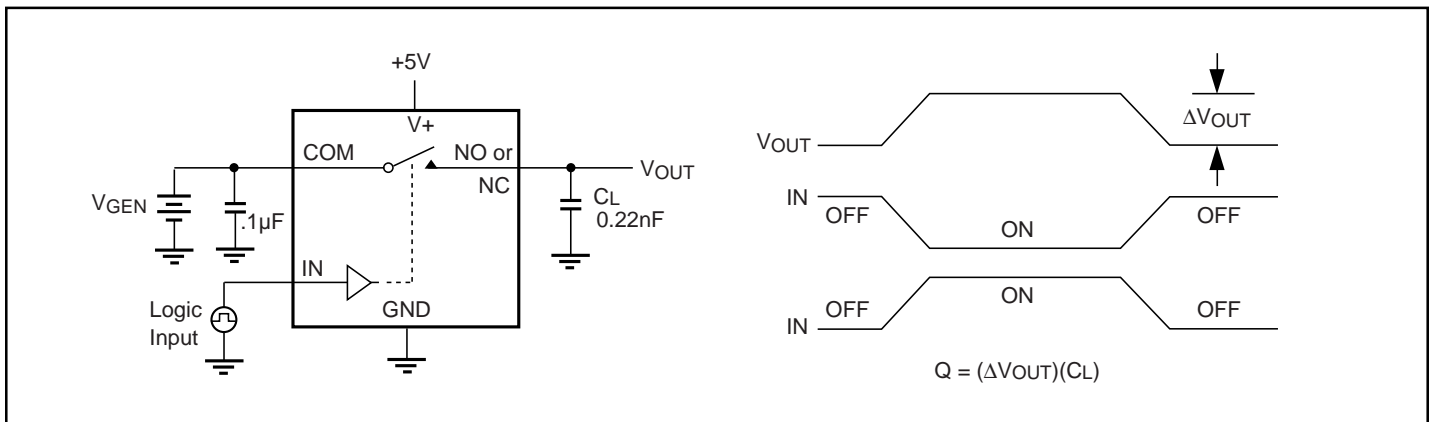 +5V
V+
COM
NO or
NC
VOUT
VGEN
.1µF
CL
0.22nF
IN
Logic
Input
GND
VOUT
ΔVOUT
IN
OFF
ON
OFF
IN
OFF
ON
OFF
Q = (ΔVOUT)(CL)